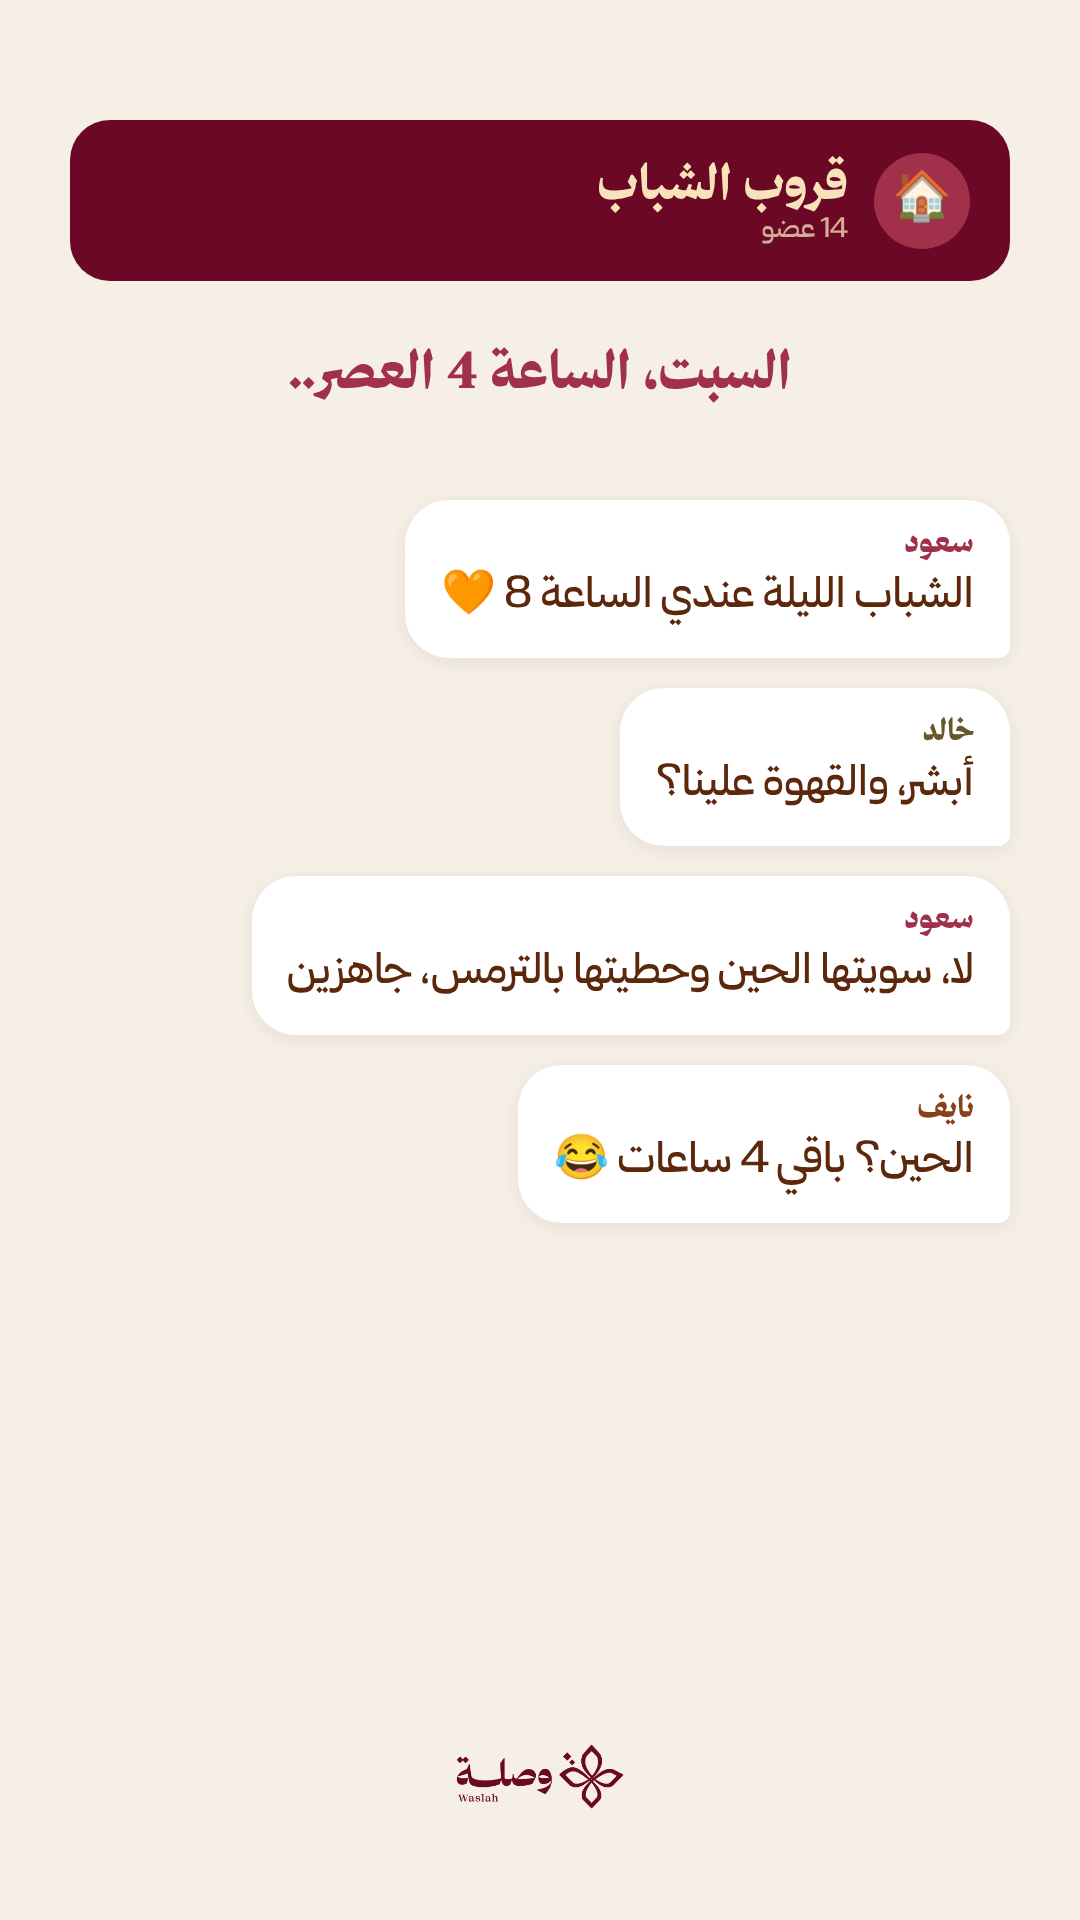 قروب الشباب
14 عضو
السبت، الساعة 4 العصر..
سعود
الشباب الليلة عندي الساعة 8 🧡
خالد
أبشر، والقهوة علينا؟
سعود
لا، سويتها الحين وحطيتها بالترمس، جاهزين
نايف
الحين؟ باقي 4 ساعات 😂
وصلـة
Waslah